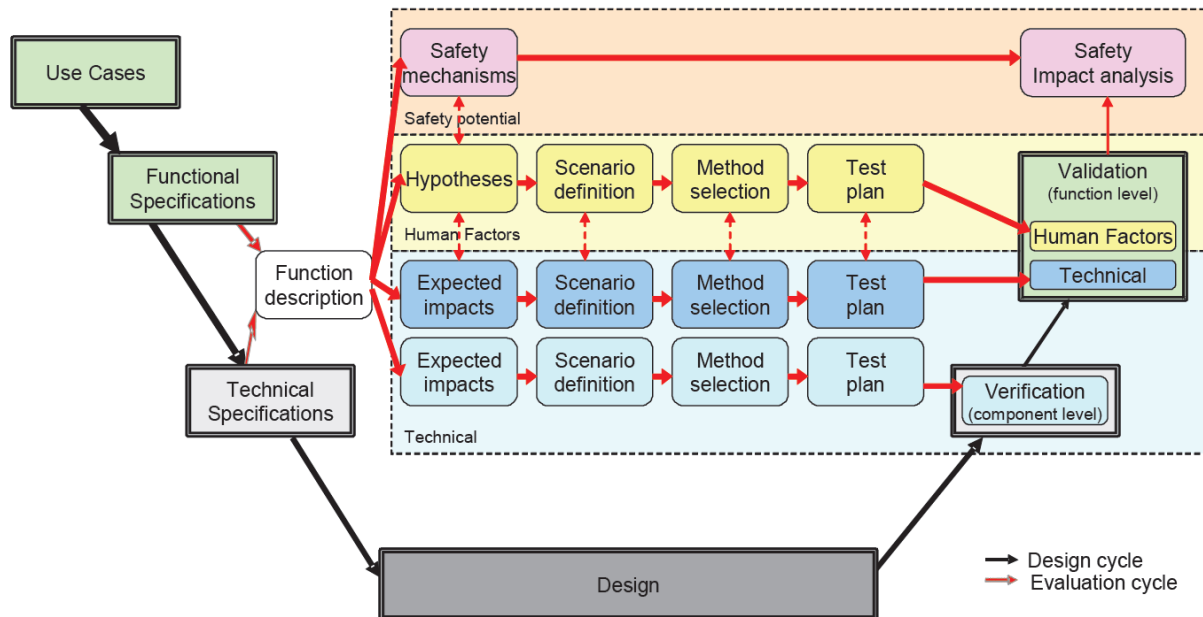 Use Cases
Functional
Specifications
Function
description
Technical
Specifications
Safety
mechanisms
Safety
Impact analysis
Safety potential
Hypotheses
Scenario
definition
Method
selection
Test
plan
Validation
(function level)
Human Factors
Technical
Human Factors
Expected
impacts
Scenario
definition
Method
selection
Test
plan
Expected
impacts
Scenario
definition
Method
selection
Test
plan
Verification
(component level)
Technical
Design
Design cycle
Evaluation cycle